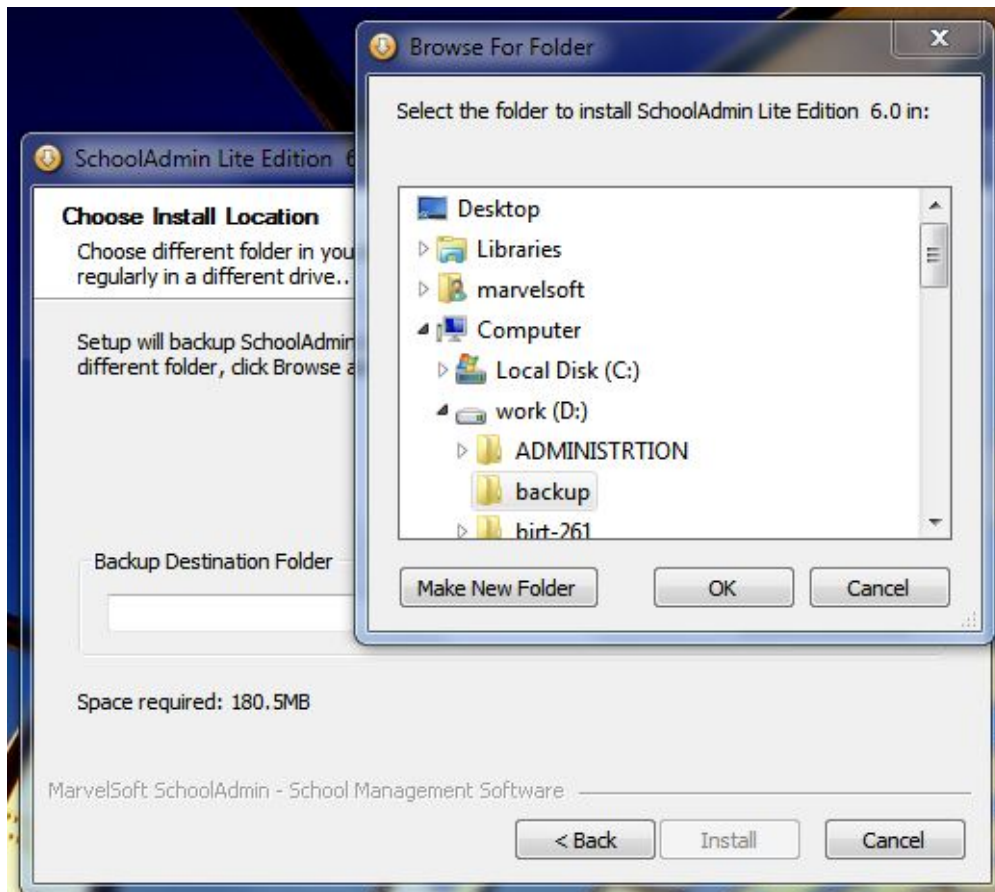 Browse For Folder
X
Select the folder to install SchoolAdmin Lite Edition 6.0 in:
Desktop
Libraries
marvelsoft
Computer
Local Disk (C:)
work (D:)
ADMINISTRTION
backup
birt-261
Make New Folder
OK
Cancel
SchoolAdmin Lite Edition 6
Choose Install Location
Choose different folder in you
regularly in a different drive..
Setup will backup SchoolAdmin
different folder, click Browse a
Backup Destination Folder
Space required: 180.5MB
MarvelSoft SchoolAdmin - School Management Software
< Back
Install
Cancel